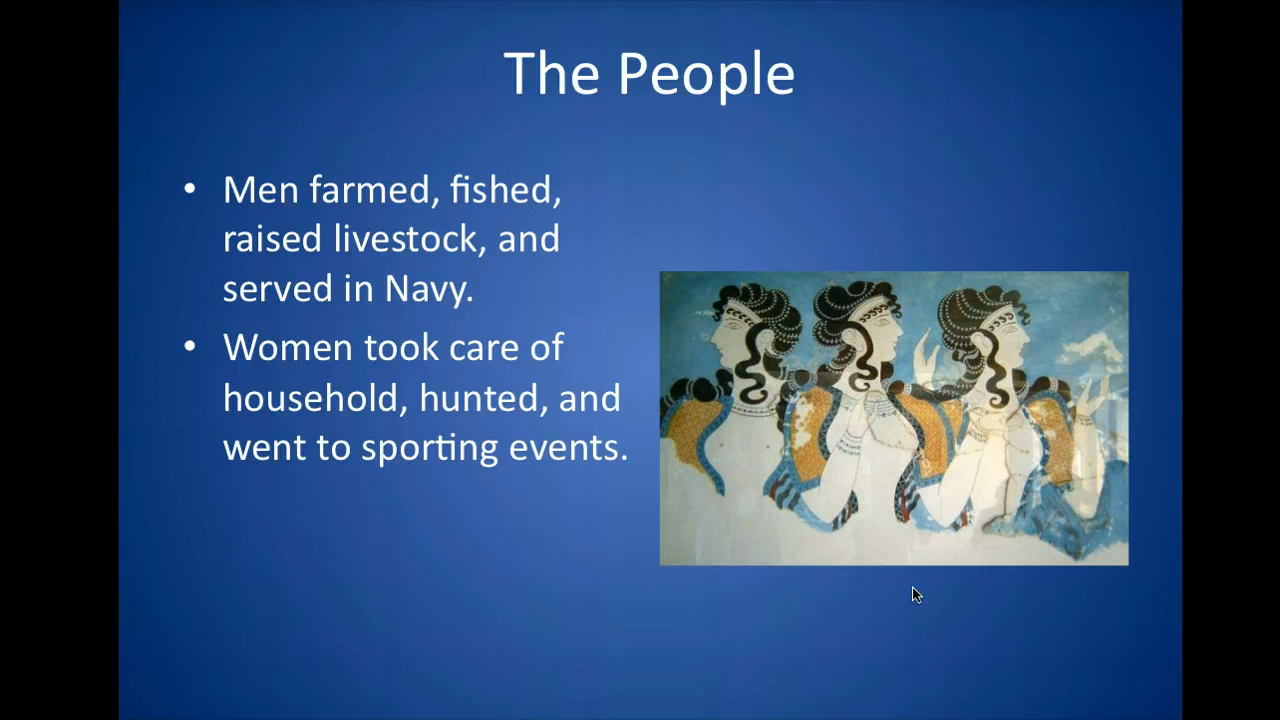 The People
• Men farmed, fished,
raised livestock, and
served in Navy.
• Women took care of
household, hunted, and
went to sporting events.